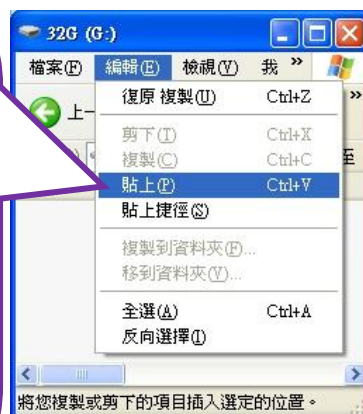 32G (G:)
檔案(F) 編輯(E) 檢視(V) 我 »
上一 »
復原 複製(U) Ctrl+Z
剪下(T) Ctrl+X
複製(C) Ctrl+C
至
貼上(P) Ctrl+V
貼上捷徑(S)
複製到資料夾(F)...
移到資料夾(V)...
全選(A) Ctrl+A
反向選擇(I)
將您複製或剪下的項目插入選定的位置。